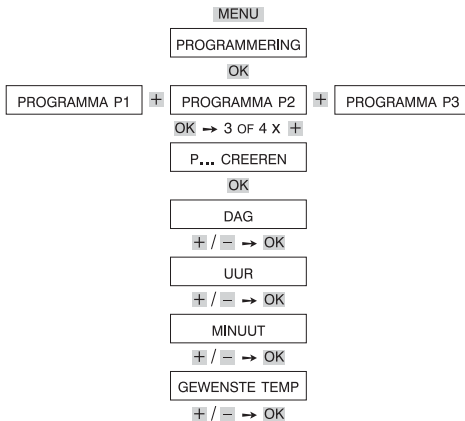 MENU
PROGRAMMERING
OK
PROGRAMMA P1 + PROGRAMMA P2 + PROGRAMMA P3
OK → 3 OF 4 X +
P... CREEREN
OK
DAG
+ / − → OK
UUR
+ / − → OK
MINUUT
+ / − → OK
GEWENSTE TEMP
+ / − → OK